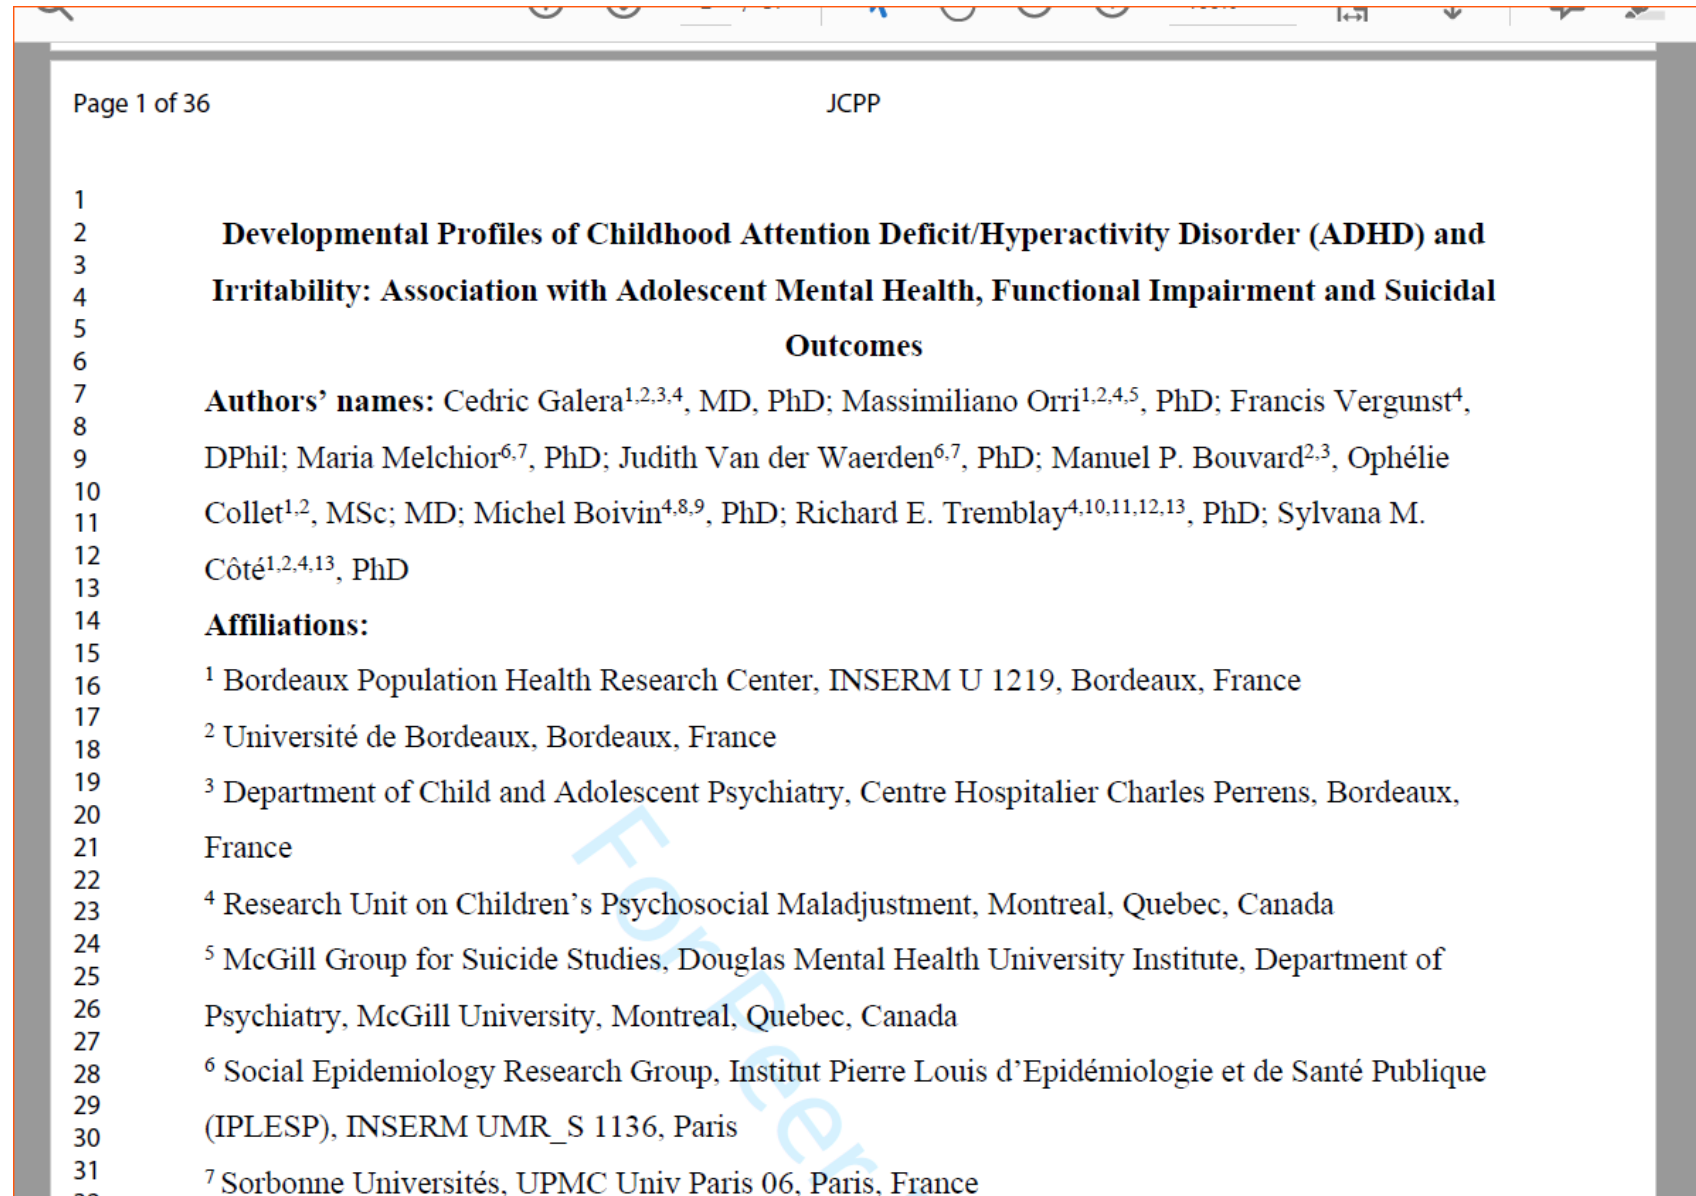 Page 1 of 36
JCPP
1
2
3
4
5
6
7
8
9
10
11
12
13
14
15
16
17
18
19
20
21
22
23
24
25
26
27
28
29
30
31
Developmental Profiles of Childhood Attention Deficit/Hyperactivity Disorder (ADHD) and
Irritability: Association with Adolescent Mental Health, Functional Impairment and Suicidal
Outcomes
Authors’ names: Cedric Galera1,2,3,4, MD, PhD; Massimiliano Orri1,2,4,5, PhD; Francis Vergunst4,
DPhil; Maria Melchior6,7, PhD; Judith Van der Waerden6,7, PhD; Manuel P. Bouvard2,3, Ophélie
Collet1,2, MSc; MD; Michel Boivin4,8,9, PhD; Richard E. Tremblay4,10,11,12,13, PhD; Sylvana M.
Côté1,2,4,13, PhD
Affiliations:
1 Bordeaux Population Health Research Center, INSERM U 1219, Bordeaux, France
2 Université de Bordeaux, Bordeaux, France
3 Department of Child and Adolescent Psychiatry, Centre Hospitalier Charles Perrens, Bordeaux,
France
4 Research Unit on Children’s Psychosocial Maladjustment, Montreal, Quebec, Canada
5 McGill Group for Suicide Studies, Douglas Mental Health University Institute, Department of
Psychiatry, McGill University, Montreal, Quebec, Canada
6 Social Epidemiology Research Group, Institut Pierre Louis d’Epidémiologie et de Santé Publique
(IPLESP), INSERM UMR_S 1136, Paris
7 Sorbonne Universités, UPMC Univ Paris 06, Paris, France
For Peer